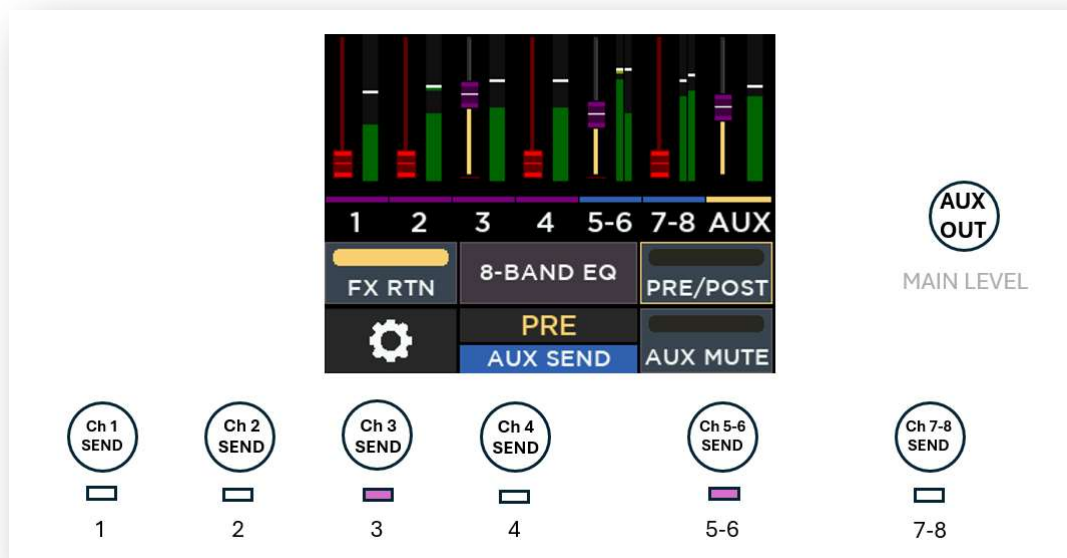 1 2 3 4 5-6 7-8 AUX
FX RTN
8-BAND EQ
PRE/POST
PRE
AUX SEND
AUX MUTE
AUX
OUT
MAIN LEVEL
Ch 1
SEND
Ch 2
SEND
Ch 3
SEND
Ch 4
SEND
Ch 5-6
SEND
Ch 7-8
SEND
1 2 3 4 5-6 7-8